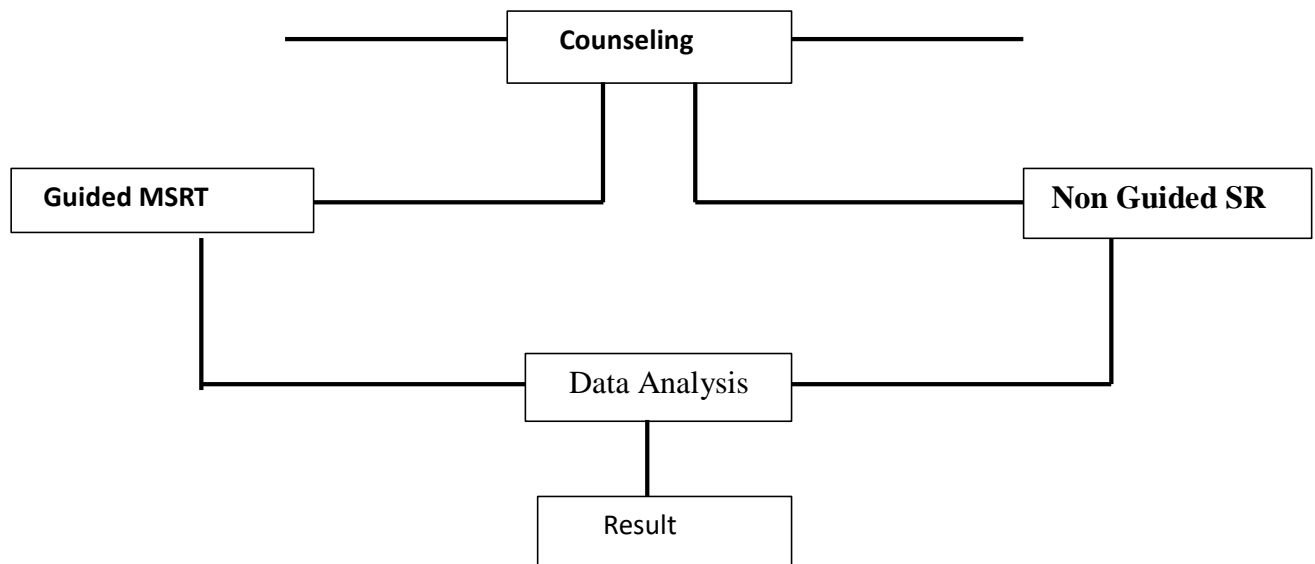 Counseling
Guided MSRT
Non Guided SR
Data Analysis
Result